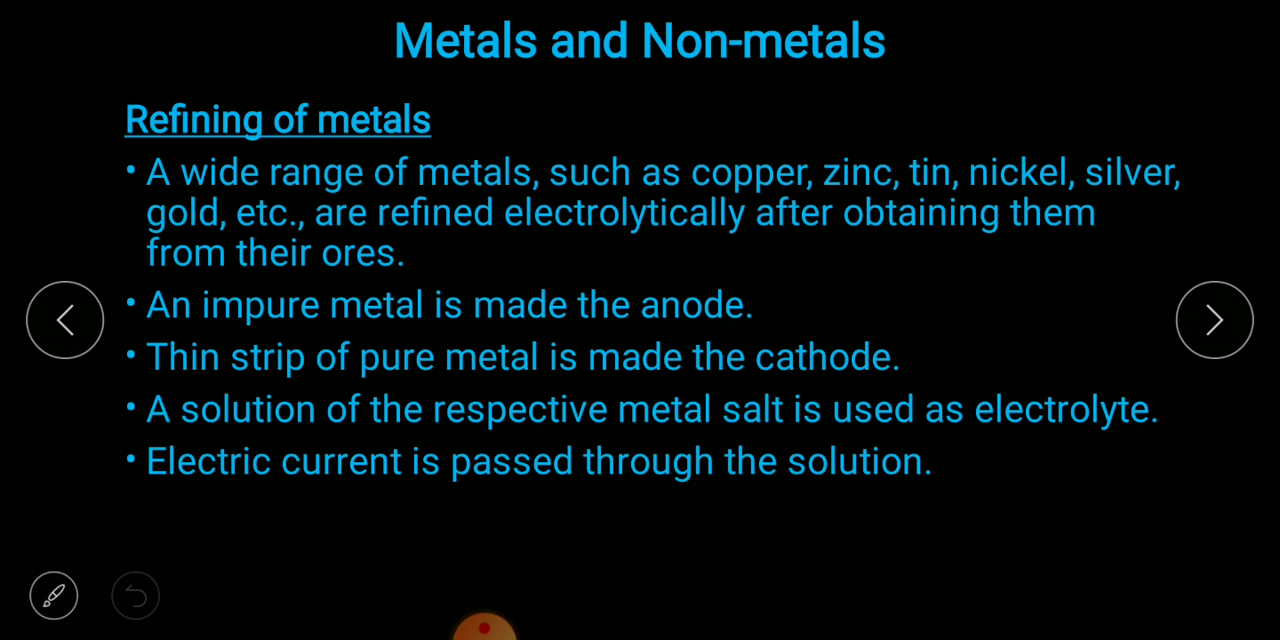 Metals and Non-metals
Refining of metals
• A wide range of metals, such as copper, zinc, tin, nickel, silver,
gold, etc., are refined electrolytically after obtaining them
from their ores.
• An impure metal is made the anode.
• Thin strip of pure metal is made the cathode.
• A solution of the respective metal salt is used as electrolyte.
• Electric current is passed through the solution.